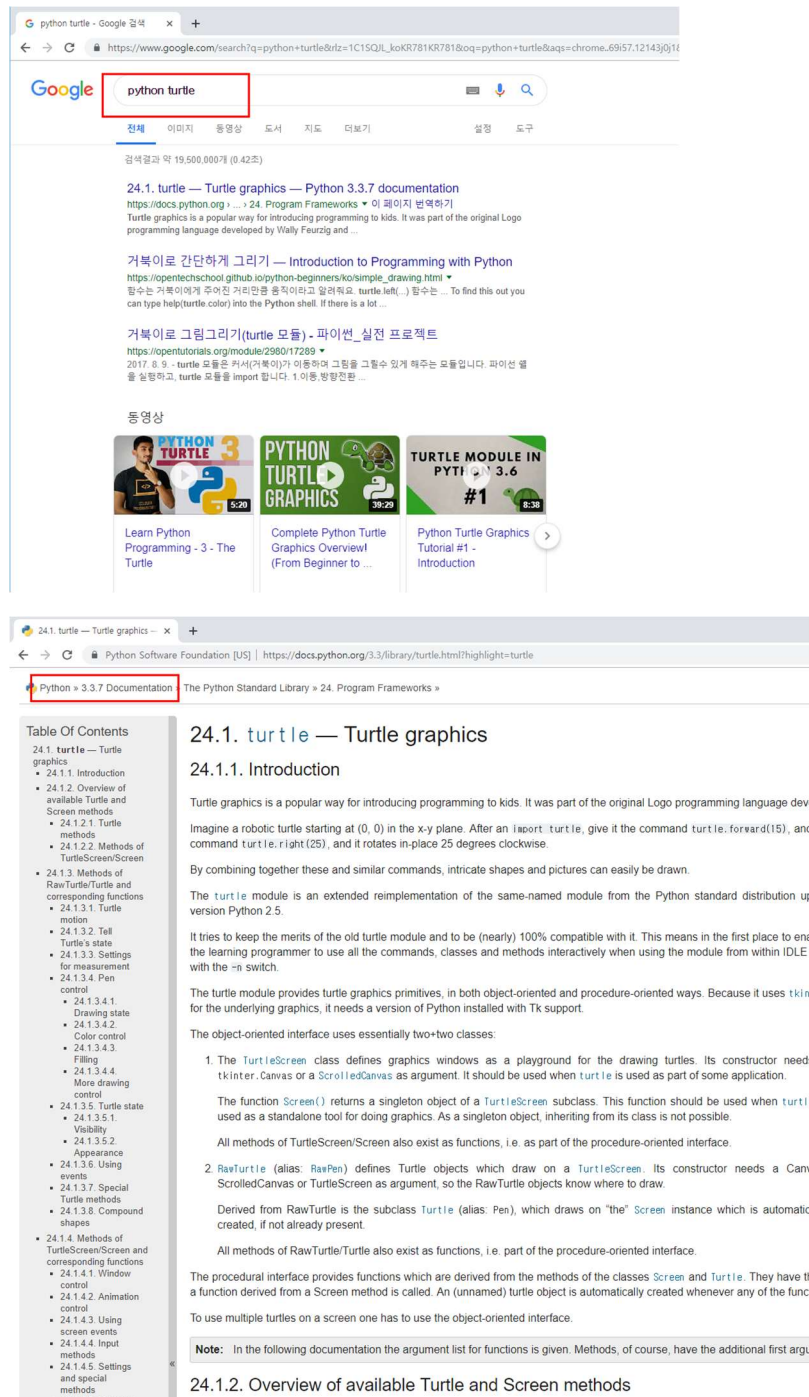 python turtle - Google 검색
https://www.google.com/search?q=python+turtle&rlz=1C1SQJL_koKR781KR781&oq=python+turtle&aqs=chrome..69i57.12143j0j1&
Google
python turtle
전체 이미지 동영상 도서 지도 더보기 설정 도구
검색결과 약 19,500,000개 (0.42초)
24.1. turtle — Turtle graphics — Python 3.3.7 documentation
https://docs.python.org › ... › 24. Program Frameworks ▼ 이 페이지 번역하기
Turtle graphics is a popular way for introducing programming to kids. It was part of the original Logo
programming language developed by Wally Feurzig and ...
거북이로 간단하게 그리기 — Introduction to Programming with Python
https://opentechschool.github.io/python-beginners/ko/simple_drawing.html ▼
함수는 거북이에게 주어진 거리만큼 움직이라고 알려줘요. turtle.left(...) 함수는 ... To find this out you
can type help(turtle.color) into the Python shell. If there is a lot ...
거북이로 그림그리기(turtle 모듈) - 파이썬_실전 프로젝트
https://opentutorials.org/module/2980/17289 ▼
2017. 8. 9. - turtle 모듈은 커서(거북이)가 이동하며 그림을 그릴수 있게 해주는 모듈입니다. 파이선 쉘
을 실행하고, turtle 모듈을 import 합니다. 1.이동,방향전환 ...
동영상
PYTHON
TURTLE 3
5:20
PYTHON
TURTLE
GRAPHICS
39:29
TURTLE MODULE IN
PYTHON 3.6
#1
8:38
Learn Python
Programming - 3 - The
Turtle
Complete Python Turtle
Graphics Overview!
(From Beginner to ...
Python Turtle Graphics
Tutorial #1 -
Introduction
24.1. turtle — Turtle graphics —
Python Software Foundation [US] | https://docs.python.org/3.3/library/turtle.html?highlight=turtle
Python » 3.3.7 Documentation » The Python Standard Library » 24. Program Frameworks »
Table Of Contents
24.1. turtle — Turtle
graphics
24.1.1. Introduction
24.1.2. Overview of
available Turtle and
Screen methods
24.1.2.1. Turtle
methods
24.1.2.2. Methods of
TurtleScreen/Screen
24.1.3. Methods of
RawTurtle/Turtle and
corresponding functions
24.1.3.1. Turtle
motion
24.1.3.2. Tell
Turtle's state
24.1.3.3. Settings
for measurement
24.1.3.4. Pen
control
24.1.3.4.1.
Drawing state
24.1.3.4.2.
Color control
24.1.3.4.3.
Filling
24.1.3.4.4.
More drawing
control
24.1.3.5. Turtle state
24.1.3.5.1.
Visibility
24.1.3.5.2.
Appearance
24.1.3.6. Using
events
24.1.3.7. Special
Turtle methods
24.1.3.8. Compound
shapes
24.1.4. Methods of
TurtleScreen/Screen and
corresponding functions
24.1.4.1. Window
control
24.1.4.2. Animation
control
24.1.4.3. Using
screen events
24.1.4.4. Input
methods
24.1.4.5. Settings
and special
methods
«
24.1. turtle — Turtle graphics
24.1.1. Introduction
Turtle graphics is a popular way for introducing programming to kids. It was part of the original Logo programming language deve
Imagine a robotic turtle starting at (0, 0) in the x-y plane. After an import turtle, give it the command turtle.forward(15), and
command turtle.right(25), and it rotates in-place 25 degrees clockwise.
By combining together these and similar commands, intricate shapes and pictures can easily be drawn.
The turtle module is an extended reimplementation of the same-named module from the Python standard distribution up
version Python 2.5.
It tries to keep the merits of the old turtle module and to be (nearly) 100% compatible with it. This means in the first place to ena
the learning programmer to use all the commands, classes and methods interactively when using the module from within IDLE
with the -n switch.
The turtle module provides turtle graphics primitives, in both object-oriented and procedure-oriented ways. Because it uses tkin
for the underlying graphics, it needs a version of Python installed with Tk support.
The object-oriented interface uses essentially two+two classes:
1. The TurtleScreen class defines graphics windows as a playground for the drawing turtles. Its constructor need
tkinter.Canvas or a ScrolledCanvas as argument. It should be used when turtle is used as part of some application.
The function Screen() returns a singleton object of a TurtleScreen subclass. This function should be used when turtl
used as a standalone tool for doing graphics. As a singleton object, inheriting from its class is not possible.
All methods of TurtleScreen/Screen also exist as functions, i.e. as part of the procedure-oriented interface.
2. RawTurtle (alias: RawPen) defines Turtle objects which draw on a TurtleScreen. Its constructor needs a Canv
ScrolledCanvas or TurtleScreen as argument, so the RawTurtle objects know where to draw.
Derived from RawTurtle is the subclass Turtle (alias: Pen), which draws on "the" Screen instance which is automatic
created, if not already present.
All methods of RawTurtle/Turtle also exist as functions, i.e. part of the procedure-oriented interface.
The procedural interface provides functions which are derived from the methods of the classes Screen and Turtle. They have th
a function derived from a Screen method is called. An (unnamed) turtle object is automatically created whenever any of the func
To use multiple turtles on a screen one has to use the object-oriented interface.
Note: In the following documentation the argument list for functions is given. Methods, of course, have the additional first argu
24.1.2. Overview of available Turtle and Screen methods